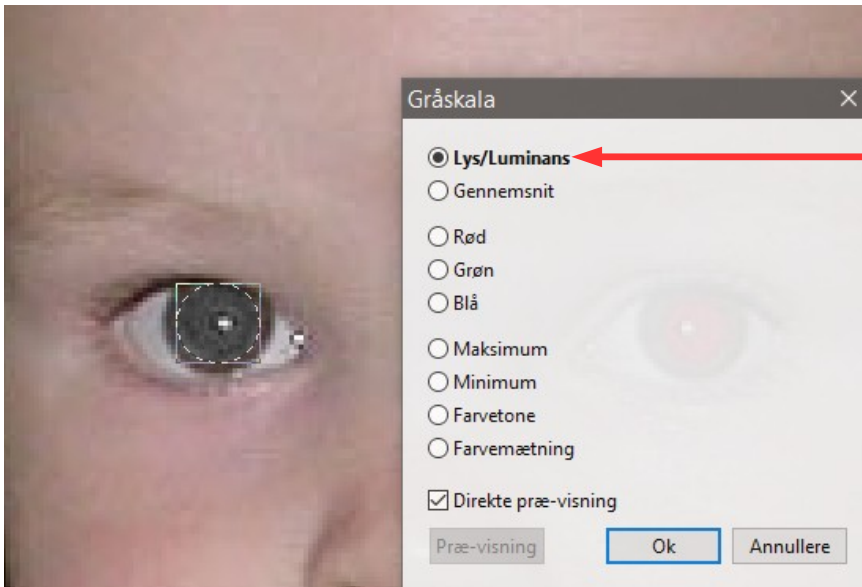 Gråskala
Lys/Luminans
Gennemsnit
Rød
Grøn
Blå
Maksimum
Minimum
Farvetone
Farvemætning
Direkte præ-visning
Præ-visning Ok Annullere